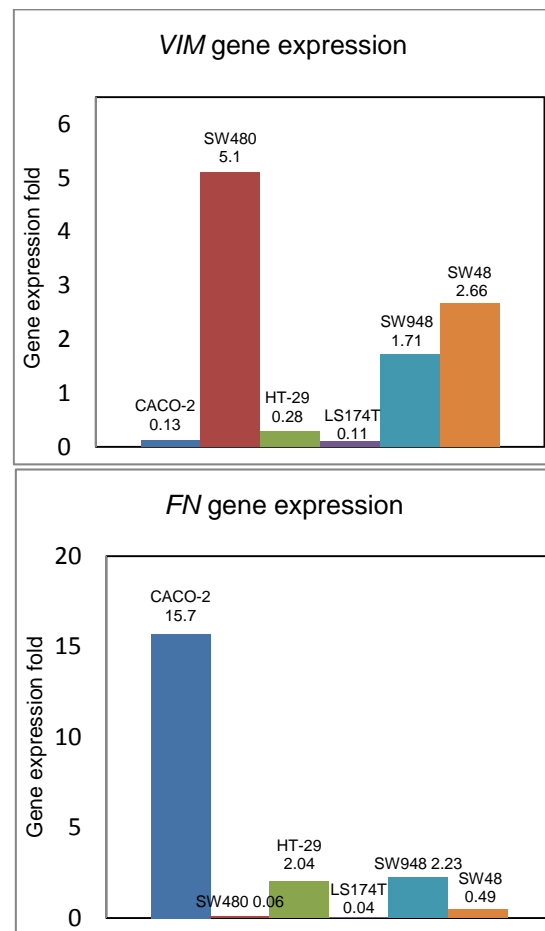 VIM gene expression
Gene expression fold
6
5
4
3
2
1
0
CACO-2
0.13
SW480
5.1
HT-29
0.28
LS174T
0.11
SW948
1.71
SW48
2.66
FN gene expression
Gene expression fold
20
15
10
5
0
CACO-2
15.7
SW480 0.06
HT-29
2.04
LS174T
0.04
SW948 2.23
SW48
0.49